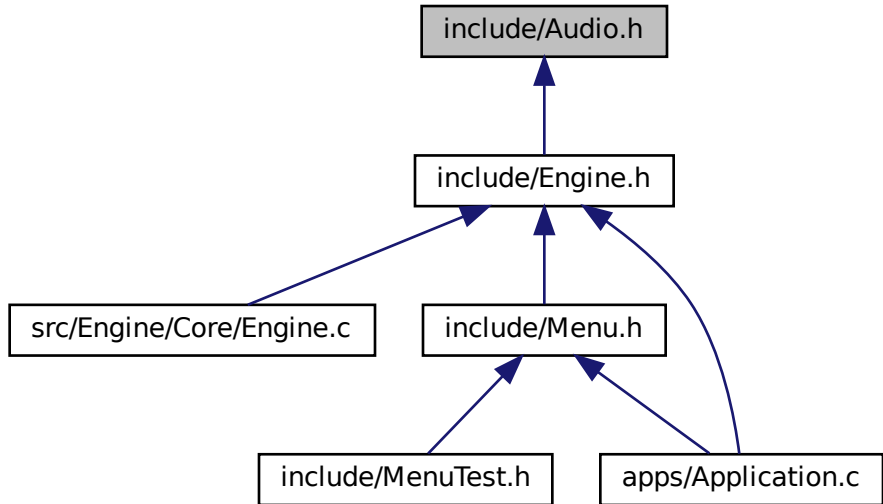 include/Audio.h
include/Engine.h
src/Engine/Core/Engine.c
include/Menu.h
include/MenuTest.h
apps/Application.c